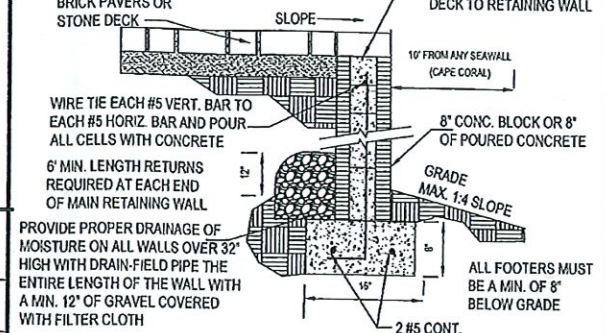 BRICK PAVERS OR
STONE DECK
SLOPE
DECK TO RETAINING WALL
10' FROM ANY SEAWALL
(CAPE CORAL)
WIRE TIE EACH #5 VERT. BAR TO
EACH #5 HORIZ. BAR AND POUR
ALL CELLS WITH CONCRETE
8" CONC. BLOCK OR 8"
OF POURED CONCRETE
6' MIN. LENGTH RETURNS
REQUIRED AT EACH END
OF MAIN RETAINING WALL
12"
GRADE
MAX. 1:4 SLOPE
PROVIDE PROPER DRAINAGE OF
MOISTURE ON ALL WALLS OVER 32"
HIGH WITH DRAIN-FIELD PIPE THE
ENTIRE LENGTH OF THE WALL WITH
A MIN. 12" OF GRAVEL COVERED
WITH FILTER CLOTH
8"
16"
ALL FOOTERS MUST
BE A MIN. OF 8"
BELOW GRADE
2 #5 CONT.